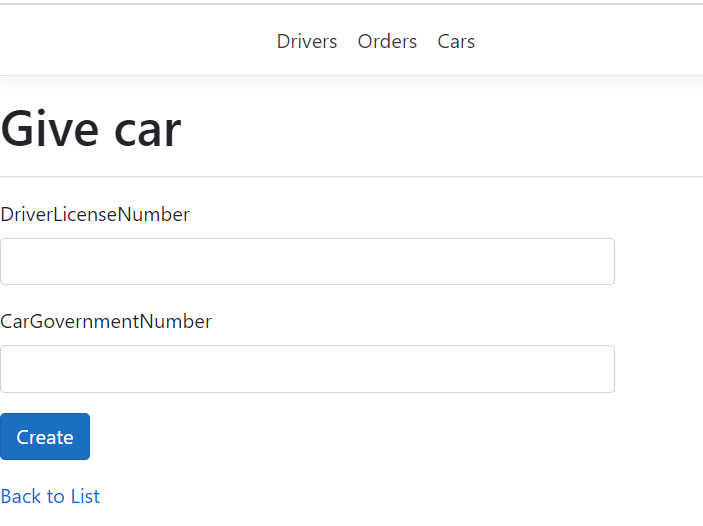 Drivers Orders Cars
Give car
DriverLicenseNumber
CarGovernmentNumber
Create
Back to List